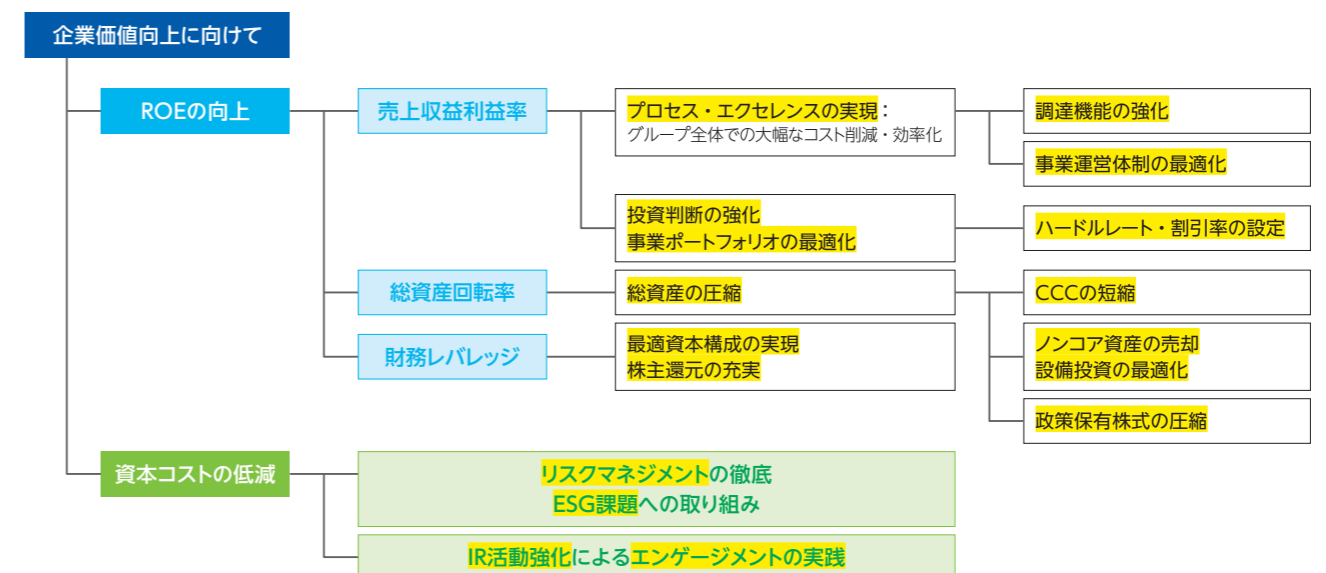 企業価値向上に向けて
ROEの向上
売上収益利益率
プロセス・エクセレンスの実現：
グループ全体での大幅なコスト削減・効率化
調達機能の強化
事業運営体制の最適化
投資判断の強化
事業ポートフォリオの最適化
ハードルレート・割引率の設定
総資産回転率
総資産の圧縮
CCCの短縮
ノンコア資産の売却
設備投資の最適化
政策保有株式の圧縮
財務レバレッジ
最適資本構成の実現
株主還元の充実
資本コストの低減
リスクマネジメントの徹底
ESG課題への取り組み
IR活動強化によるエンゲージメントの実践